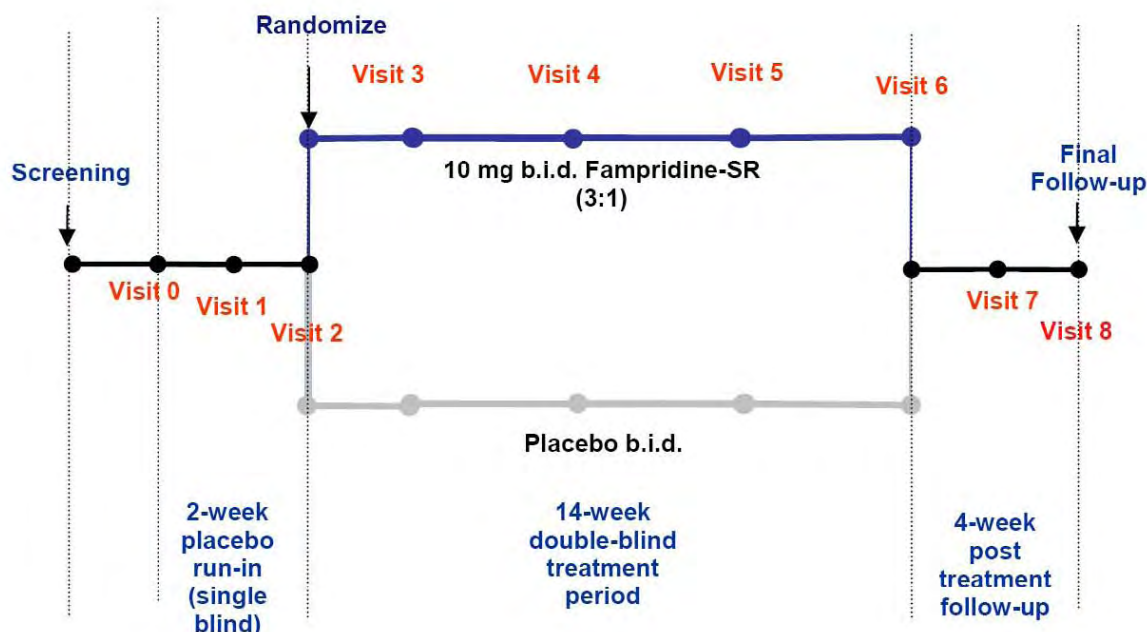 Randomize
Visit 3
Visit 4
Visit 5
Visit 6
Screening
10 mg b.i.d. Fampridine-SR
(3:1)
Final
Follow-up
Visit 0
Visit 1
Visit 2
Visit 7
Visit 8
Placebo b.i.d.
2-week
placebo
run-in
(single
blind)
14-week
double-blind
treatment
period
4-week
post
treatment
follow-up